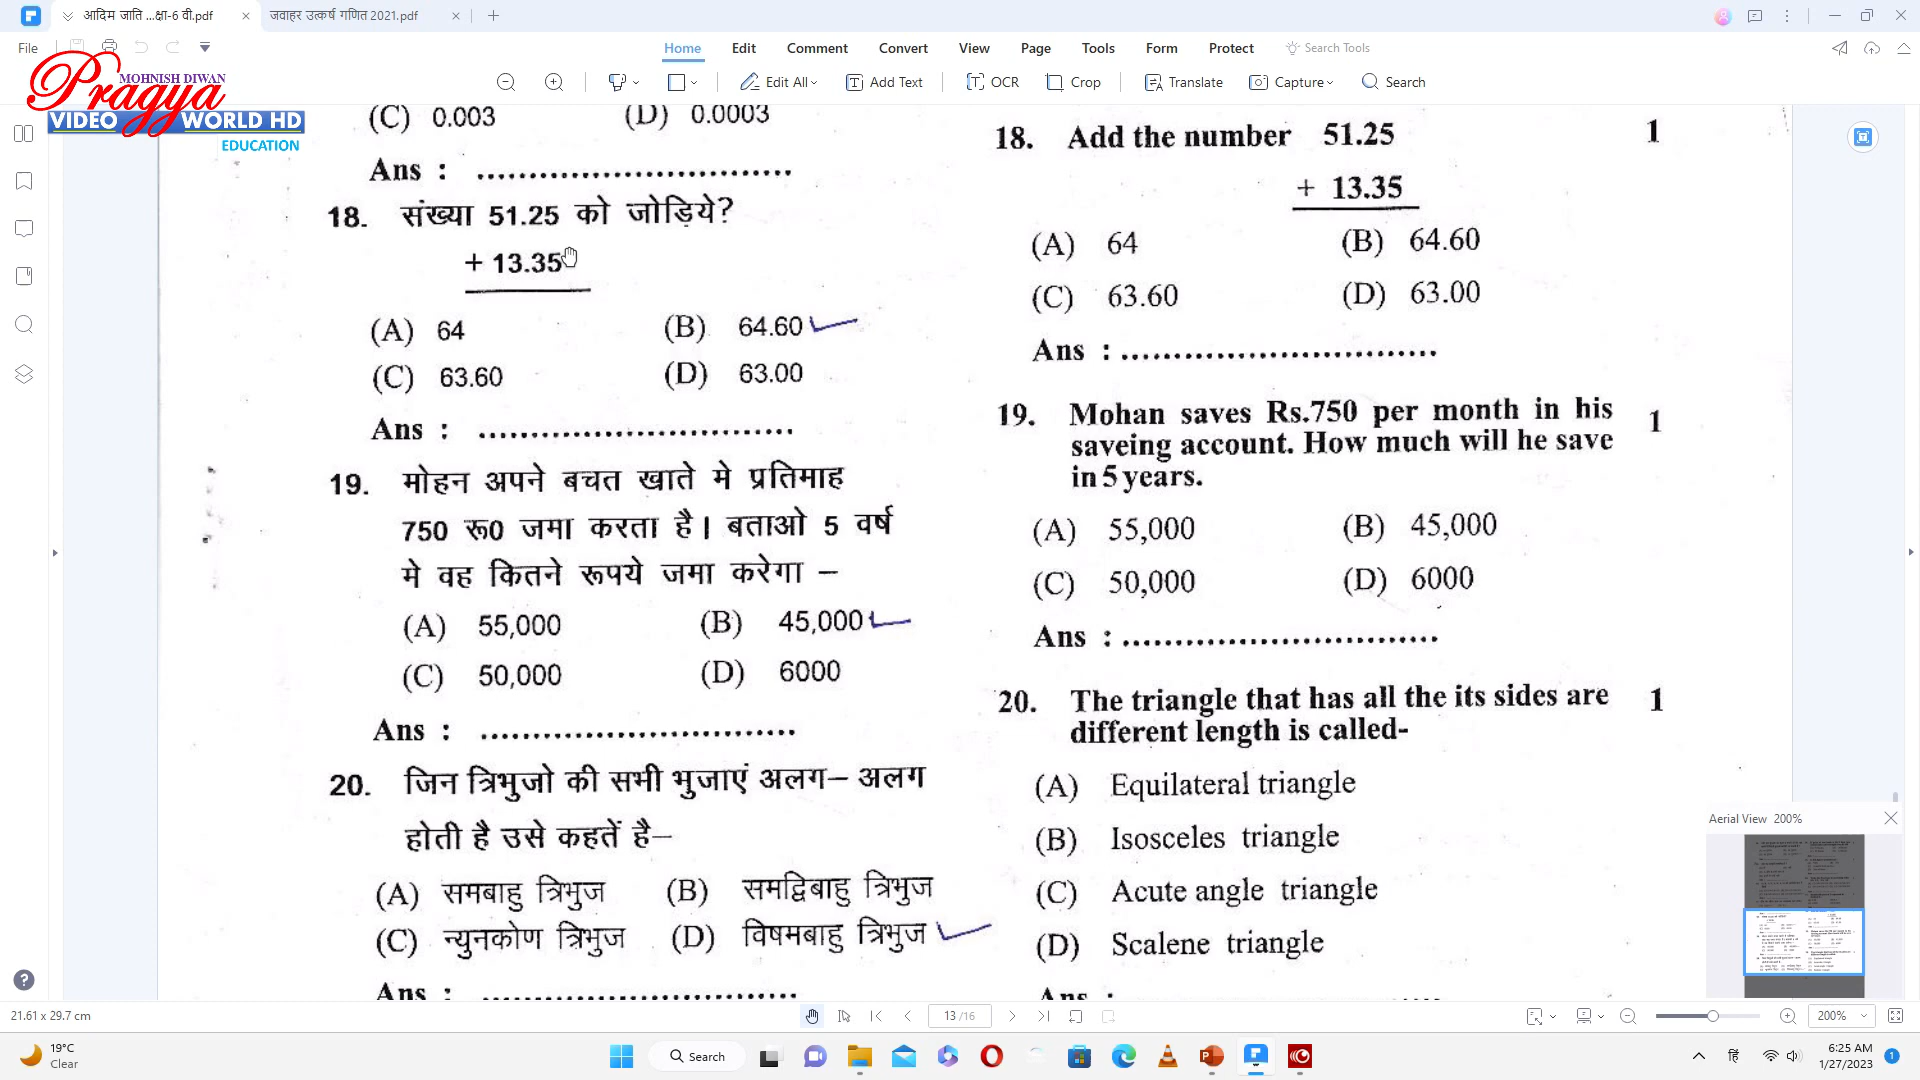 आदिम जाति ...क्षा-6 वी.pdf
जवाहर उत्कर्ष गणित 2021.pdf
File
Home
Edit
Comment
Convert
View
Page
Tools
Form
Protect
Search Tools
Edit All
Add Text
OCR
Crop
Translate
Capture
Search
MOHNISH DIWAN
Pragya
VIDEO WORLD HD
EDUCATION
(C) 0.003 (D) 0.0003
Ans : ..............................
18. संख्या 51.25 को जोड़िये?
+ 13.35
(A) 64 (B) 64.60
(C) 63.60 (D) 63.00
Ans : ..............................
19. मोहन अपने बचत खाते मे प्रतिमाह
750 रू0 जमा करता है। बताओ 5 वर्ष
मे वह कितने रूपये जमा करेगा –
(A) 55,000 (B) 45,000
(C) 50,000 (D) 6000
Ans : ..............................
20. जिन त्रिभुजो की सभी भुजाएं अलग– अलग
होती है उसे कहतें है–
(A) समबाहु त्रिभुज (B) समद्विबाहु त्रिभुज
(C) न्युनकोण त्रिभुज (D) विषमबाहु त्रिभुज
Ans : ..............................
18. Add the number 51.25 1
+ 13.35
(A) 64 (B) 64.60
(C) 63.60 (D) 63.00
Ans : ..............................
19. Mohan saves Rs.750 per month in his 1
saveing account. How much will he save
in 5 years.
(A) 55,000 (B) 45,000
(C) 50,000 (D) 6000
Ans : ..............................
20. The triangle that has all the its sides are 1
different length is called-
(A) Equilateral triangle
(B) Isosceles triangle
(C) Acute angle triangle
(D) Scalene triangle
Ans : ..............................
Aerial View 200%
21.61 x 29.7 cm
13 /16
200%
19°C
Clear
Search
हिं
6:25 AM
1/27/2023
1